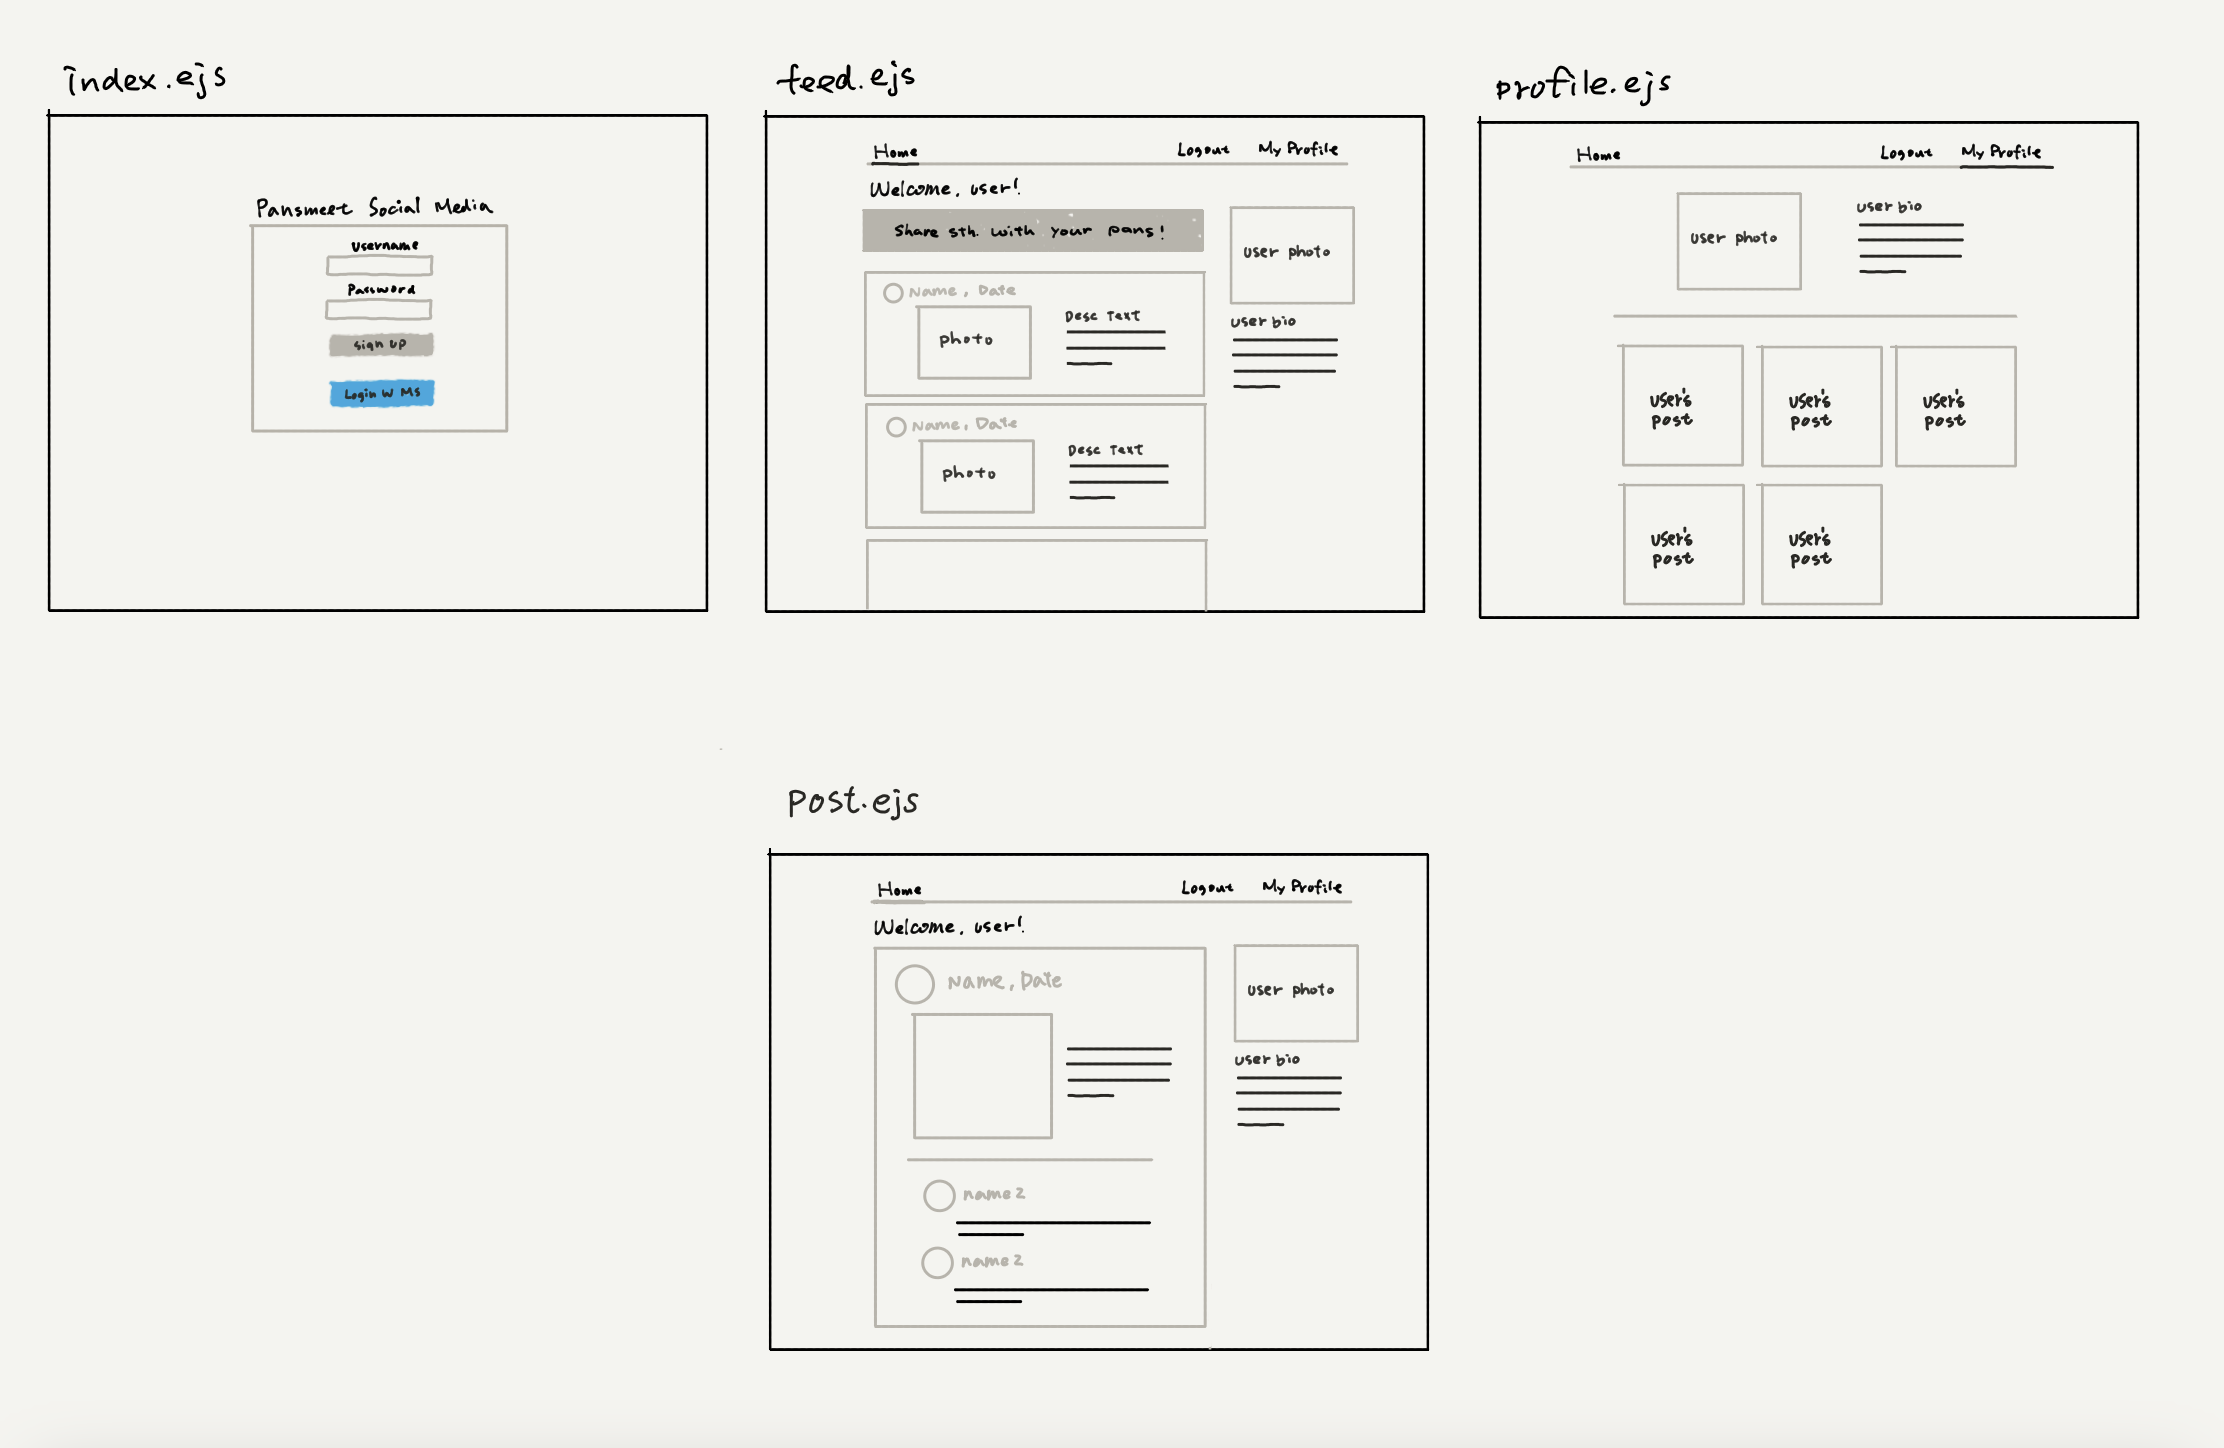 index.ejs
Pansmeet Social Media
Username
Password
sign up
Login W MS
feed.ejs
Home Logout My Profile
Welcome, user!
Share sth. with your pans!
Name, Date
photo
Desc Text
Name, Date
photo
Desc Text
user photo
user bio
profile.ejs
Home Logout My Profile
user photo
user bio
user's
post
user's
post
user's
post
user's
post
user's
post
post.ejs
Home Logout My Profile
Welcome, user!
Name, Date
name 2
name 2
user photo
user bio